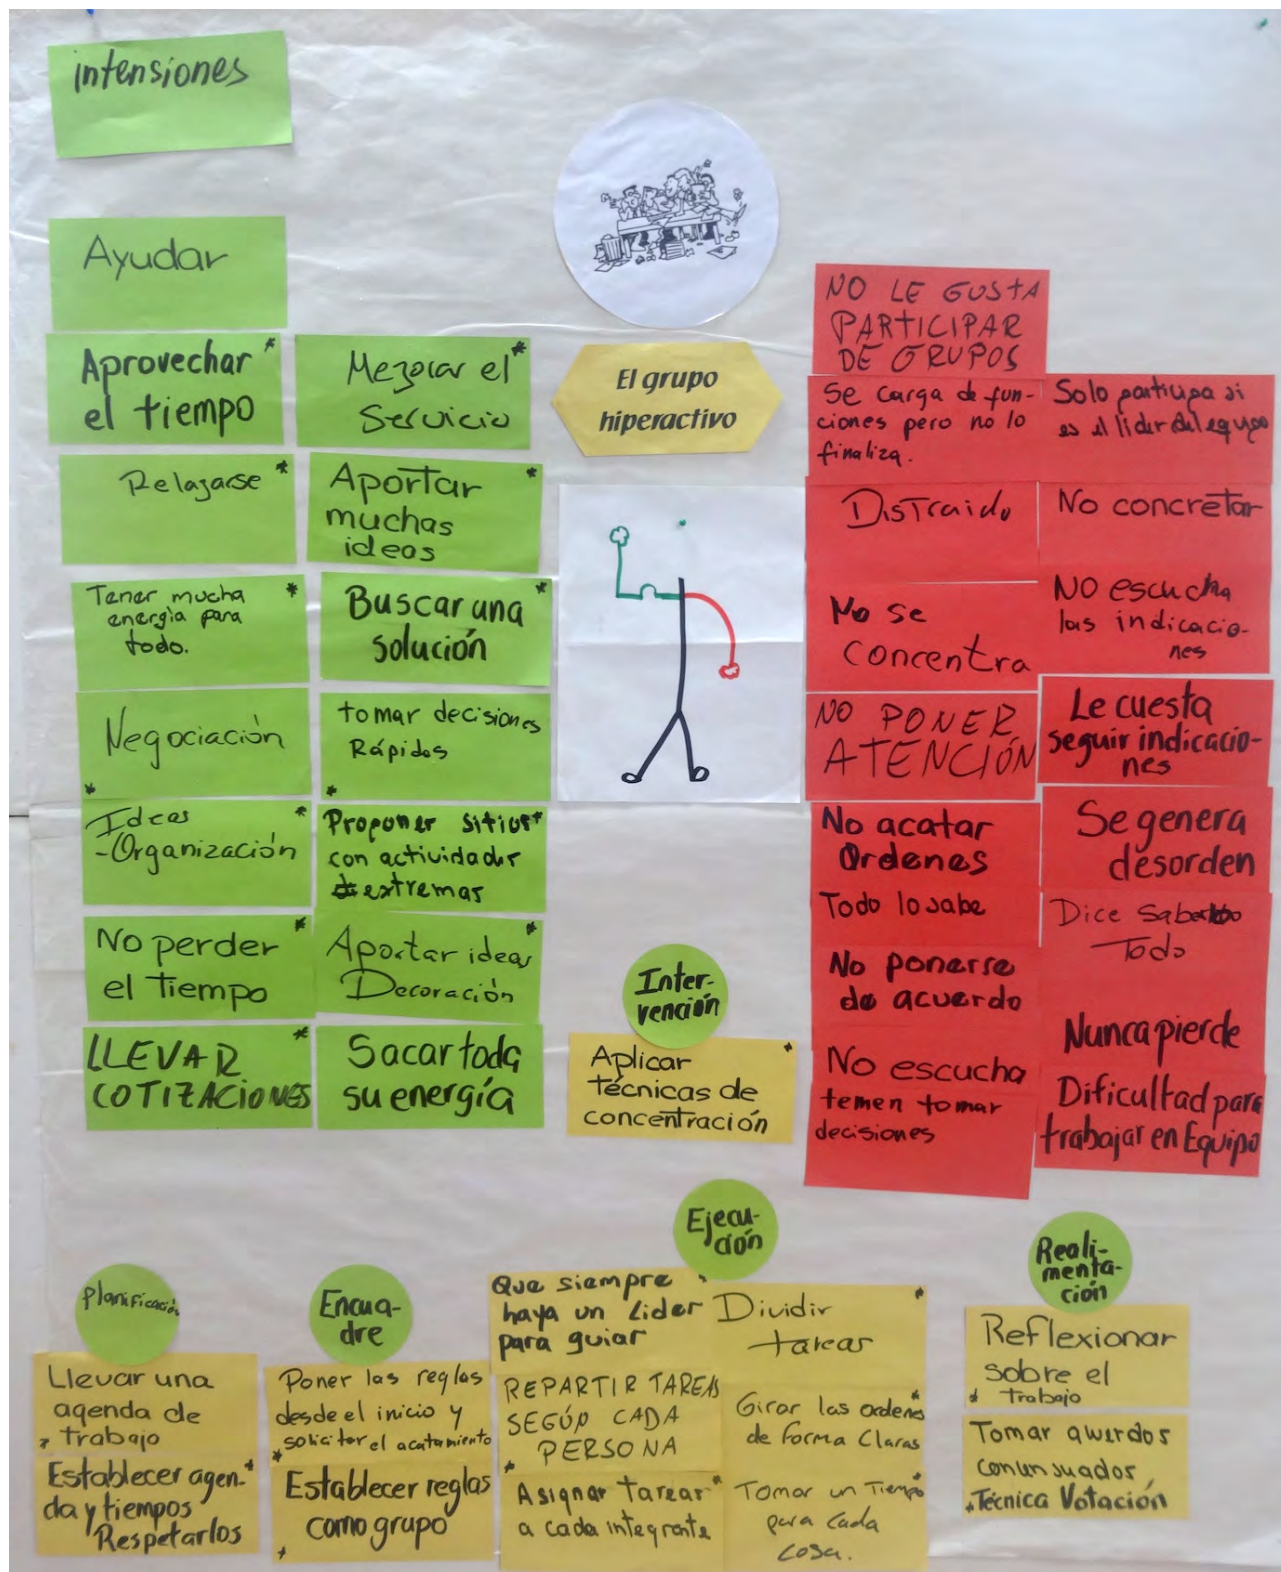 intensiones
Ayudar
Aprovechar
el tiempo
Relajarse
Tener mucha
energía para
todo.
Negociación
Ideas
-Organización
No perder
el tiempo
LLEVAR
COTIZACIONES
Mejorar el
Servicio
Aportar
muchas
ideas
Buscar una
solución
tomar decisiones
Rápidas
Proponer sitios
con actividades
extremas
Aportar ideas
Decoración
Sacar toda
su energía
El grupo
hiperactivo
NO LE GUSTA
PARTICIPAR
DE GRUPOS
Se carga de fun-
ciones pero no lo
finaliza.
Distraido
No se
concentra
NO PONER
ATENCIÓN
No acatar
Ordenes
Todo lo sabe
No ponerse
de acuerdo
No escucha
temen tomar
decisiones
Solo participa si
es el lider del equipo
No concretar
No escucha
las indicacio-
nes
Le cuesta
seguir indicacio-
nes
Se genera
desorden
Dice saberlo
Todo
Nunca pierde
Dificultad para
trabajar en Equipo
Inter-
vención
Aplicar
técnicas de
concentración
Planificación
Llevar una
agenda de
trabajo
Establecer agen-
da y tiempos
Respetarlos
Encua-
dre
Poner las reglas
desde el inicio y
solicitar el acatamiento
Establecer reglas
como grupo
Ejecu-
ción
Que siempre
haya un Lider
para guiar
REPARTIR TAREAS
SEGÚN CADA
PERSONA
Asignar tareas
a cada integrante
Dividir
tareas
Girar las ordenes
de forma Claras
Tomar un Tiempo
para cada
cosa.
Reali-
menta-
ción
Reflexionar
sobre el
Trabajo
Tomar acuerdos
conunsuados
Técnica Votación